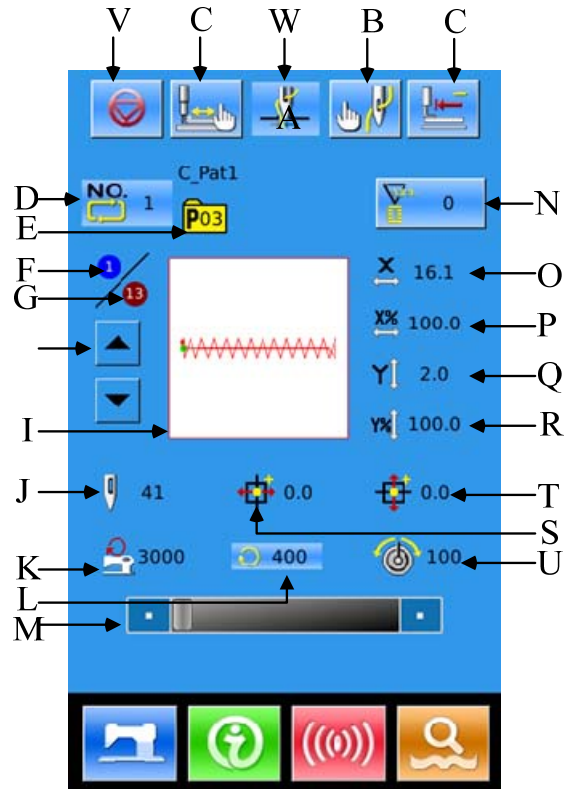 V C W B C
A
C_Pat1
D NO. 1 0 N
E P03
F 1 X 16.1 O
G 13
X% 100.0 P
Y 2.0 Q
I Y% 100.0 R
J 41 0.0 0.0 T
S
K 3000 400 100 U
L
M